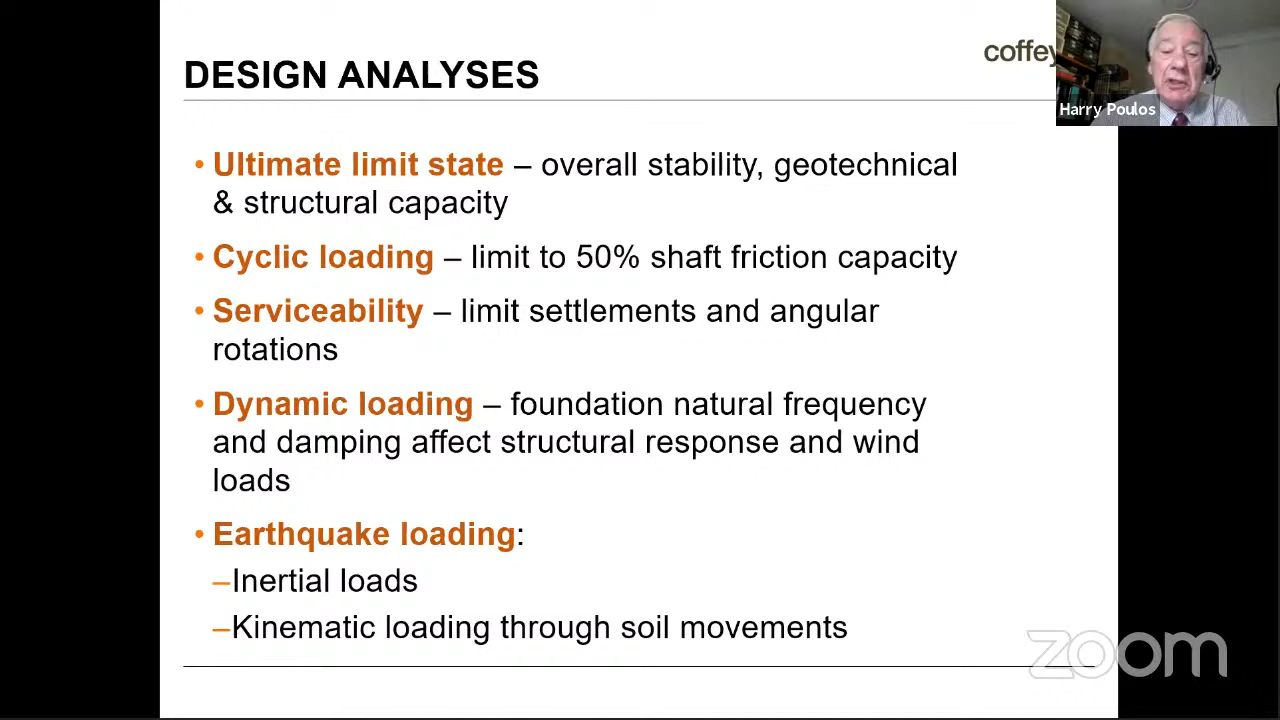 coffey
Harry Poulos
DESIGN ANALYSES
• Ultimate limit state – overall stability, geotechnical
& structural capacity
• Cyclic loading – limit to 50% shaft friction capacity
• Serviceability – limit settlements and angular
rotations
• Dynamic loading – foundation natural frequency
and damping affect structural response and wind
loads
• Earthquake loading:
–Inertial loads
–Kinematic loading through soil movements
zoom